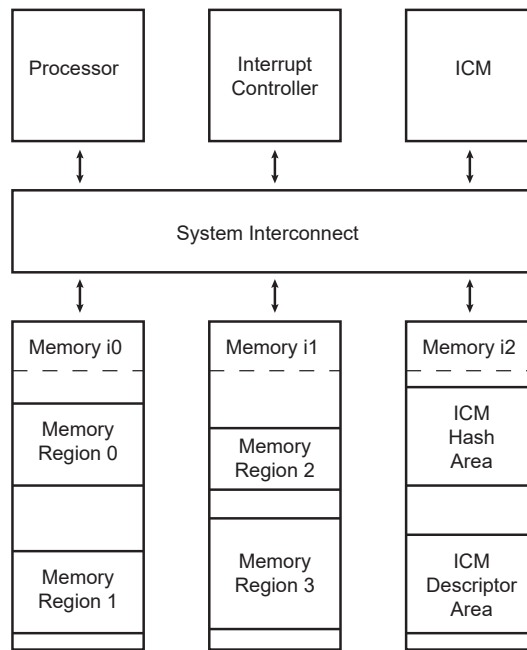 Processor
Interrupt
Controller
ICM
System Interconnect
Memory i0
Memory i1
Memory i2
Memory
Region 0
Memory
Region 2
ICM
Hash
Area
Memory
Region 1
Memory
Region 3
ICM
Descriptor
Area